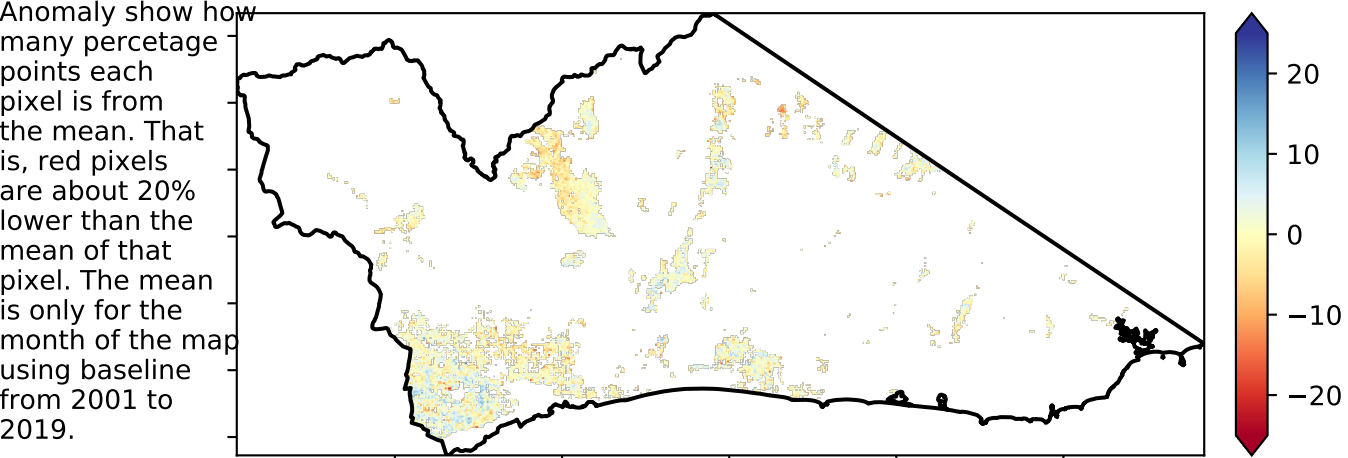 Anomaly show how
many percetage
points each
pixel is from
the mean. That
is, red pixels
are about 20%
lower than the
mean of that
pixel. The mean
is only for the
month of the map
using baseline
from 2001 to
2019.
20
10
0
−10
−20